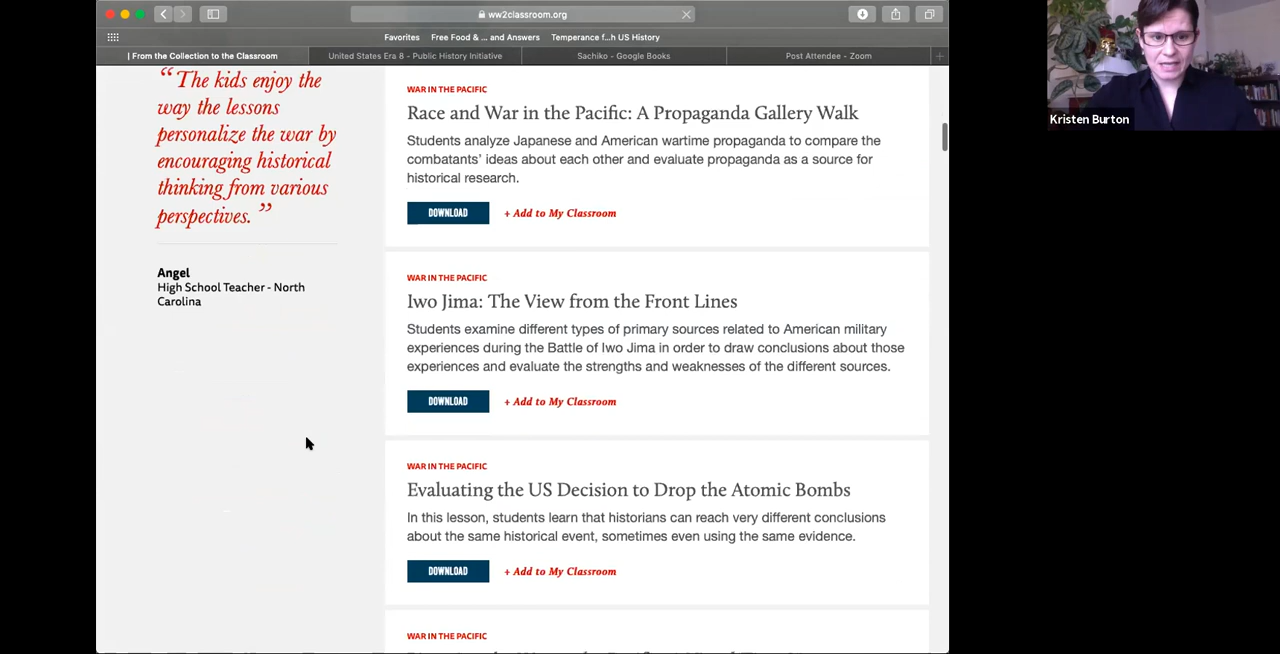 ww2classroom.org
Favorites Free Food & ... and Answers Temperance f...h US History
| From the Collection to the Classroom United States Era 8 - Public History Initiative Sachiko - Google Books Post Attendee - Zoom
“The kids enjoy the
way the lessons
personalize the war by
encouraging historical
thinking from various
perspectives.”
Angel
High School Teacher - North
Carolina
WAR IN THE PACIFIC
Race and War in the Pacific: A Propaganda Gallery Walk
Students analyze Japanese and American wartime propaganda to compare the
combatants' ideas about each other and evaluate propaganda as a source for
historical research.
DOWNLOAD + Add to My Classroom
WAR IN THE PACIFIC
Iwo Jima: The View from the Front Lines
Students examine different types of primary sources related to American military
experiences during the Battle of Iwo Jima in order to draw conclusions about those
experiences and evaluate the strengths and weaknesses of the different sources.
DOWNLOAD + Add to My Classroom
WAR IN THE PACIFIC
Evaluating the US Decision to Drop the Atomic Bombs
In this lesson, students learn that historians can reach very different conclusions
about the same historical event, sometimes even using the same evidence.
DOWNLOAD + Add to My Classroom
WAR IN THE PACIFIC
Kristen Burton